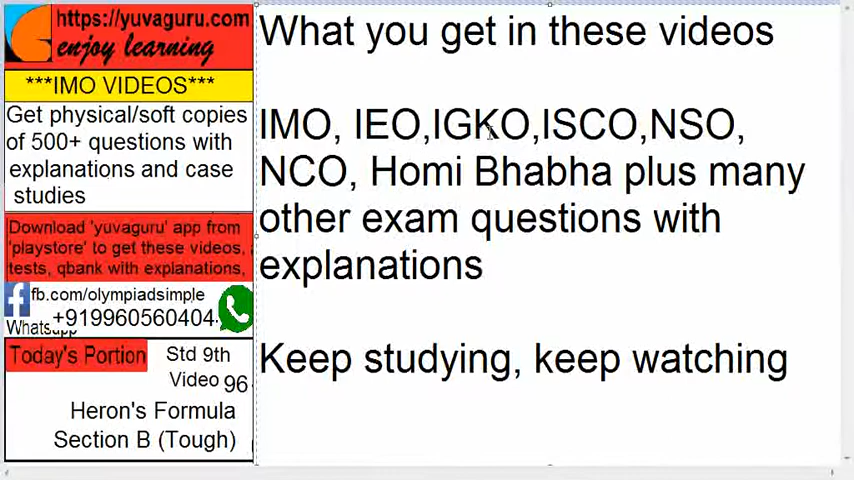 https://yuvaguru.com
enjoy learning
***IMO VIDEOS***
Get physical/soft copies
of 500+ questions with
explanations and case
studies
Download 'yuvaguru' app from
'playstore' to get these videos,
tests, qbank with explanations,
fb.com/olympiadsimple
+919960560404
Whatsapp
Today's Portion
Std 9th
Video 96
Heron's Formula
Section B (Tough)
What you get in these videos
IMO, IEO,IGKO,ISCO,NSO,
NCO, Homi Bhabha plus many
other exam questions with
explanations
Keep studying, keep watching